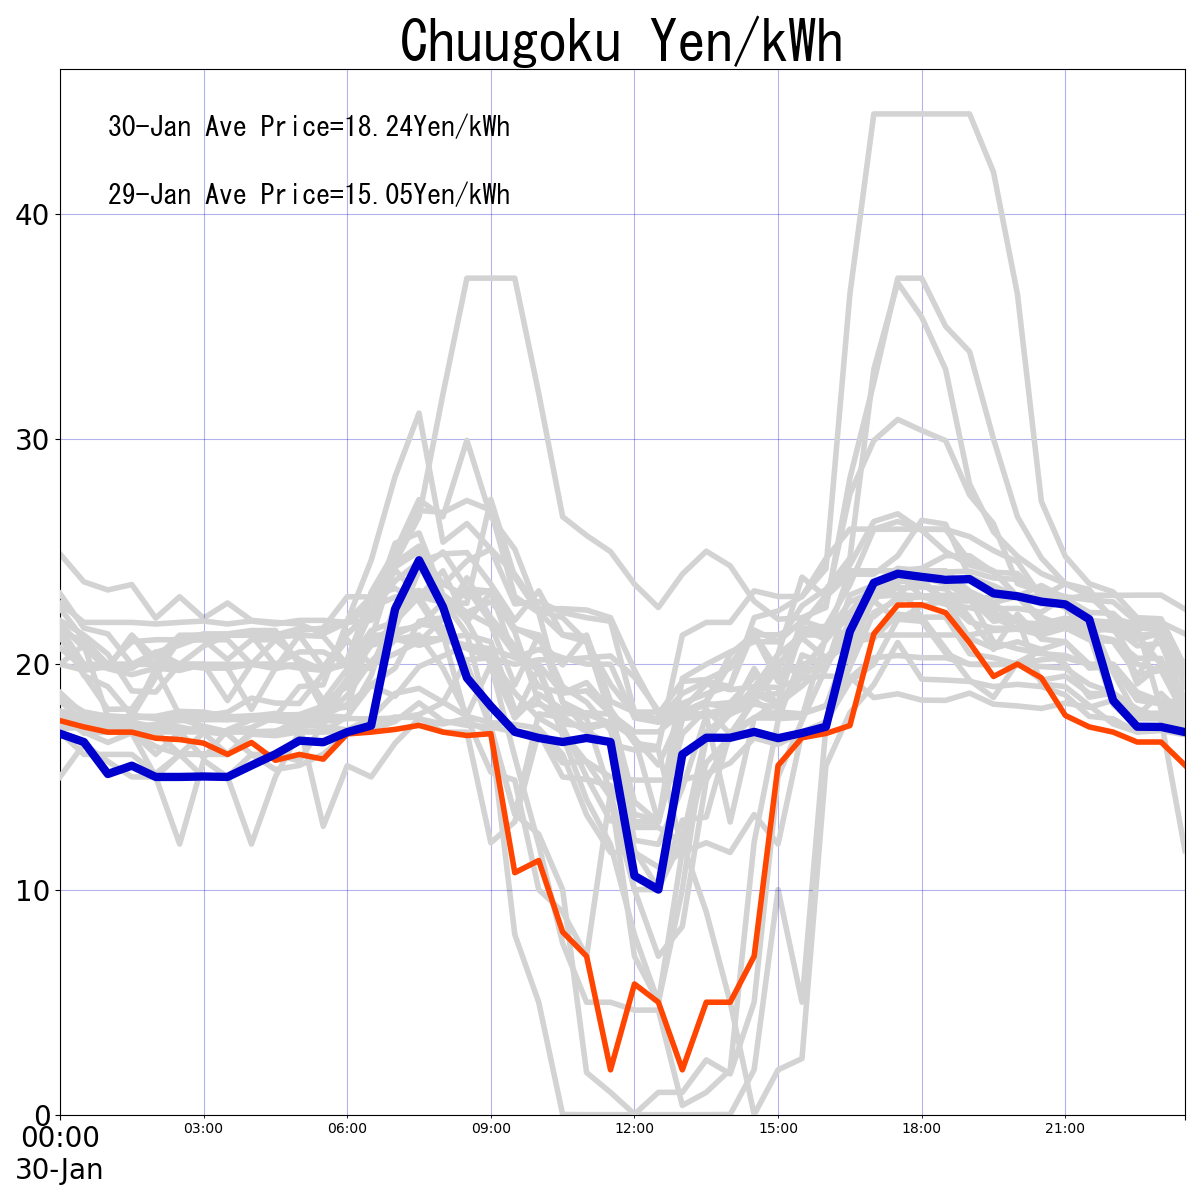 Chuugoku Yen/kWh
30-Jan Ave Price=18.24Yen/kWh
29-Jan Ave Price=15.05Yen/kWh
40
30
20
10
0
00:00 03:00 06:00 09:00 12:00 15:00 18:00 21:00
30-Jan